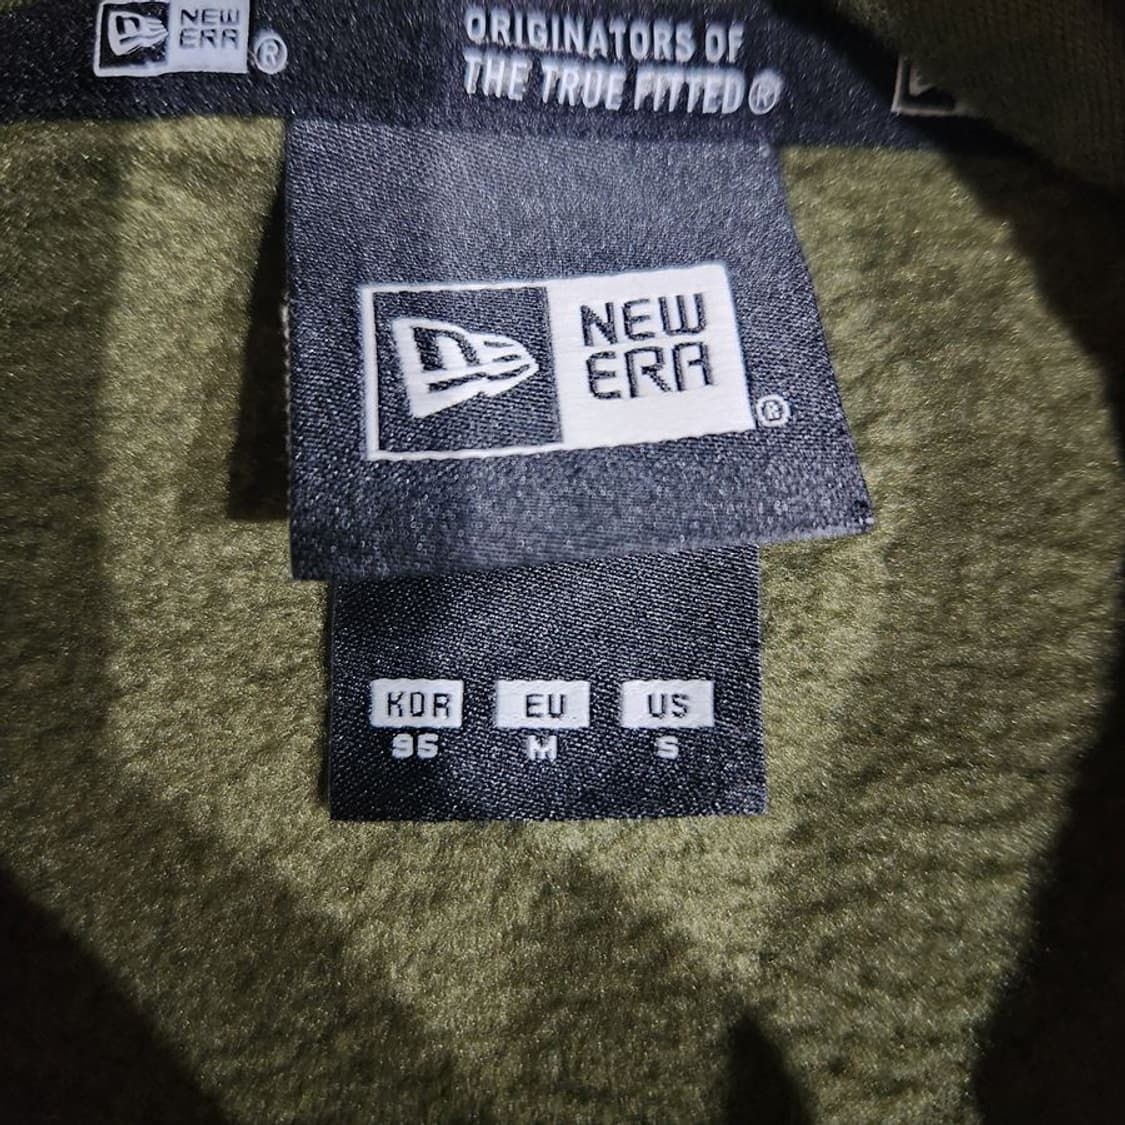 NEW
ERA®
ORIGINATORS OF
THE TRUE FITTED®
NEW
ERA
®
KOR EU US
95 M S